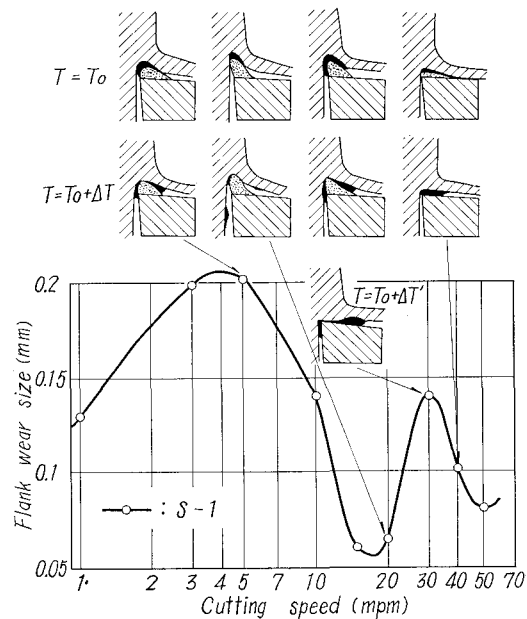 T = To
T=To+ΔT
T=To+ΔT'
0.2
0.15
0.1
0.05
Flank wear size (mm)
: S-1
1 2 3 4 5 7 10 20 30 40 50 70
Cutting speed (mpm)